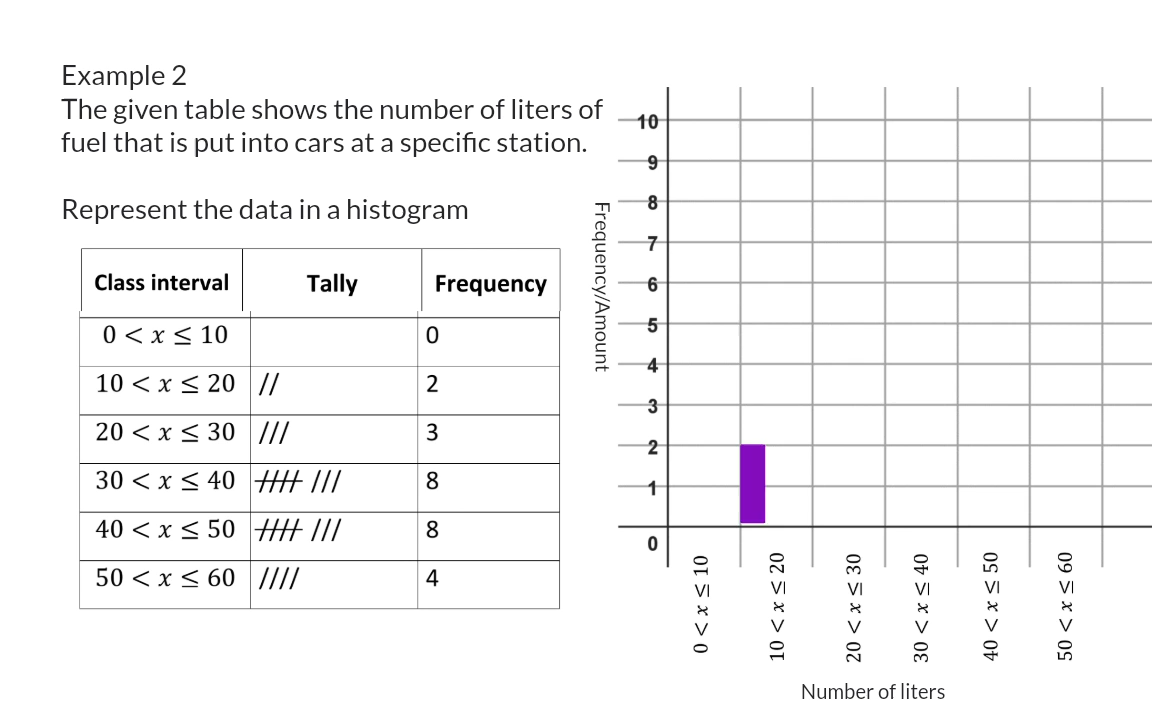 Example 2
The given table shows the number of liters of
fuel that is put into cars at a specific station.
Represent the data in a histogram
Class interval Tally Frequency
0 < x ≤ 10 0
10 < x ≤ 20 // 2
20 < x ≤ 30 /// 3
30 < x ≤ 40 //// /// 8
40 < x ≤ 50 //// /// 8
50 < x ≤ 60 //// 4
Frequency/Amount
10
9
8
7
6
5
4
3
2
1
0
0 < x ≤ 10
10 < x ≤ 20
20 < x ≤ 30
30 < x ≤ 40
40 < x ≤ 50
50 < x ≤ 60
Number of liters